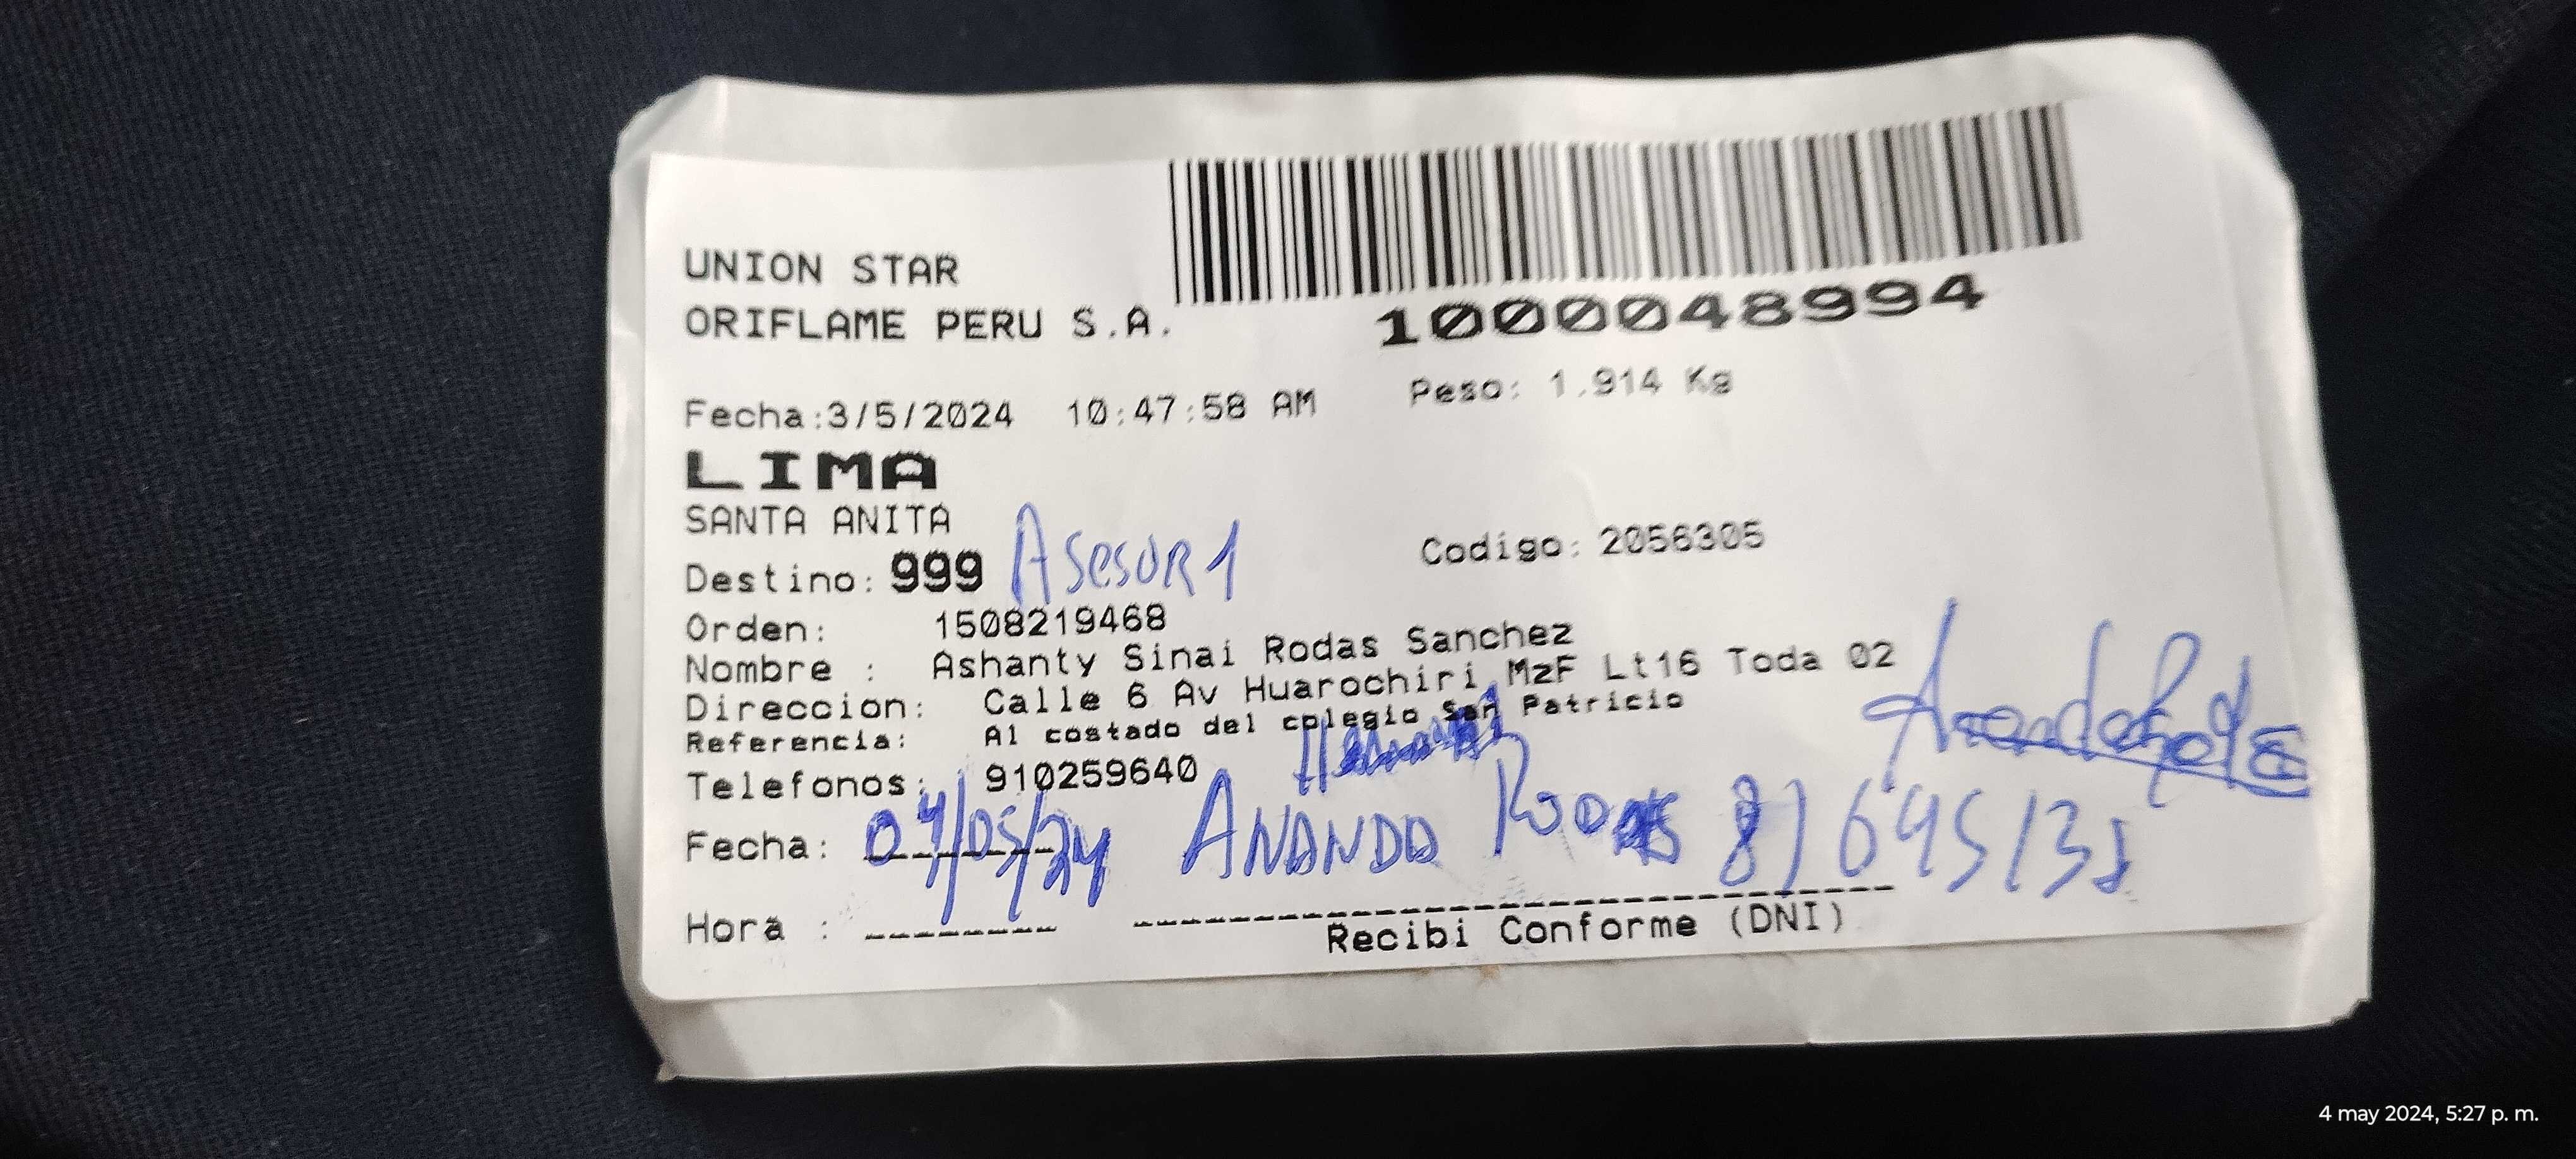 UNION STAR
ORIFLAME PERU S.A.
1000048994
Fecha:3/5/2024 10:47:58 AM
Peso: 1.914 Kg
LIMA
SANTA ANITA
Destino: 999 Asesor 1
Codigo: 2056305
Orden: 1508219468
Nombre : Ashanty Sinai Rodas Sanchez
Direccion: Calle 6 Av Huarochiri MzF Lt16 Toda 02
Referencia: Al costado del colegio San Patricio
Telefonos: 910259640
Fecha: 04/05/24 ANANDA RODAS
Hora :
Recibi Conforme (DNI)
4 may 2024, 5:27 p. m.